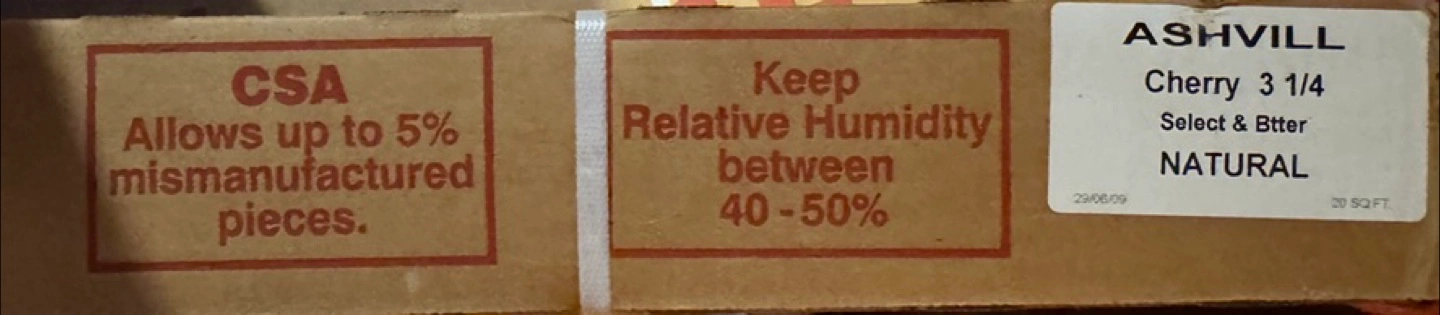 CSA
Allows up to 5%
mismanufactured
pieces.
Keep
Relative Humidity
between
40-50%
ASHVILL
Cherry 3 1/4
Select & Btter
NATURAL
29/06/09
20 SQ FT.